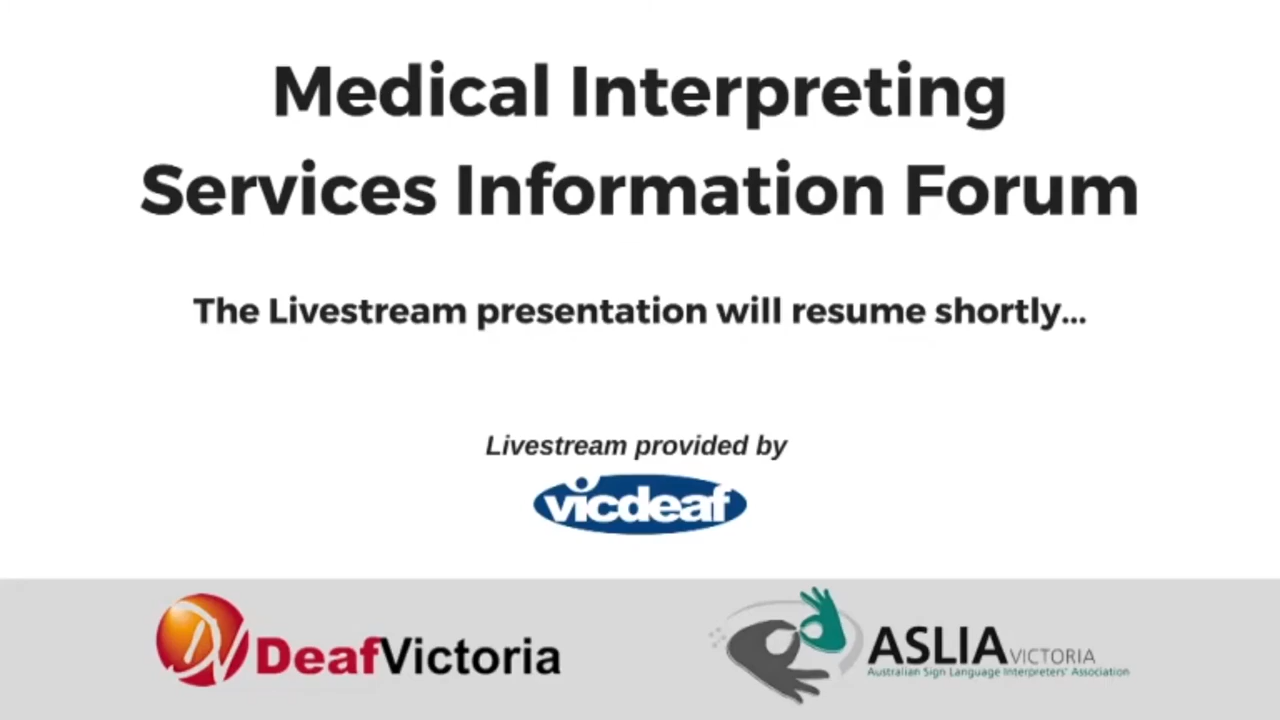 Medical Interpreting
Services Information Forum
The Livestream presentation will resume shortly...
Livestream provided by
vicdeaf
DeafVictoria
ASLIA VICTORIA
Australian Sign Language Interpreters' Association